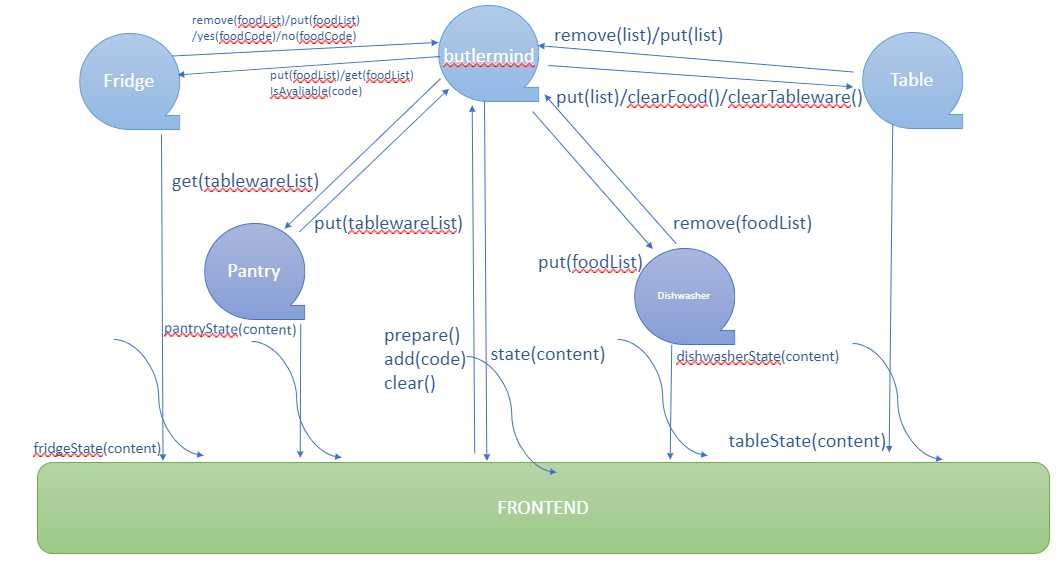 remove(foodList)/put(foodList)
/yes(foodCode)/no(foodCode)
Fridge
put(foodList)/get(foodList)
IsAvaliable(code)
butlermind
remove(list)/put(list)
Table
put(list)/clearFood()/clearTableware()
get(tablewareList)
put(tablewareList)
Pantry
remove(foodList)
put(foodList)
Dishwasher
pantryState(content)
prepare()
add(code)
clear()
state(content)
dishwasherState(content)
fridgeState(content)
tableState(content)
FRONTEND